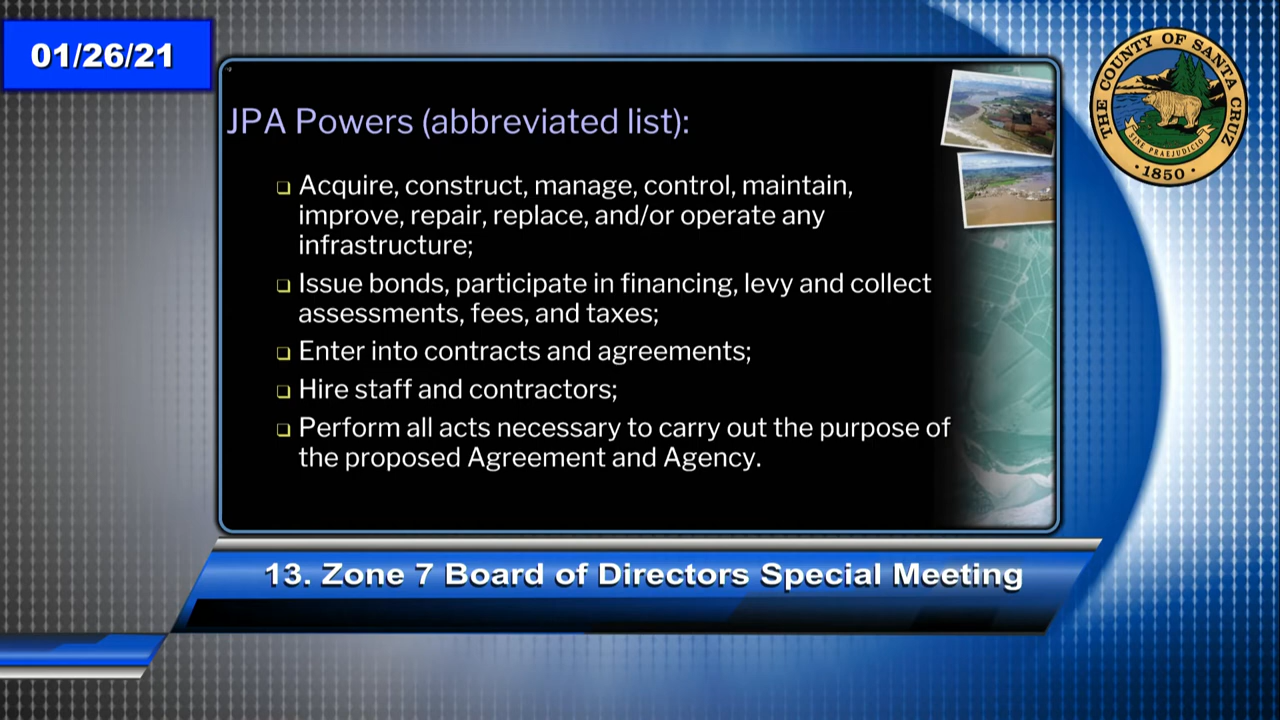 01/26/21
JPA Powers (abbreviated list):
❑ Acquire, construct, manage, control, maintain,
improve, repair, replace, and/or operate any
infrastructure;
❑ Issue bonds, participate in financing, levy and collect
assessments, fees, and taxes;
❑ Enter into contracts and agreements;
❑ Hire staff and contractors;
❑ Perform all acts necessary to carry out the purpose of
the proposed Agreement and Agency.
THE COUNTY OF SANTA CRUZ
SINE PRAEJUDICIO
• 1850 •
13. Zone 7 Board of Directors Special Meeting